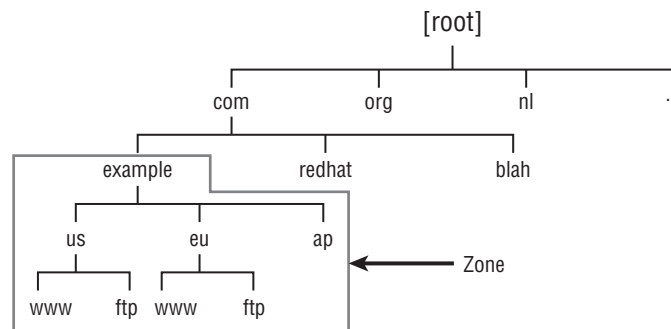 [root]
com org nl .
example redhat blah
us eu ap
Zone
www ftp www ftp